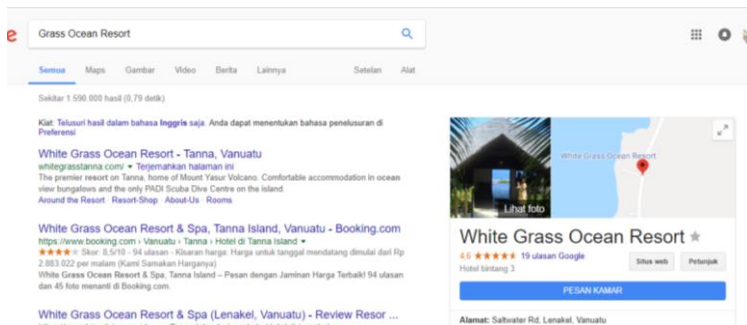 Grass Ocean Resort
Semua Maps Gambar Video Berita Lainnya Setelan Alat
Sekitar 1.590.000 hasil (0,79 detik)
Kiat: Telusuri hasil dalam bahasa Inggris saja. Anda dapat menentukan bahasa penelusuran di
Preferensi
White Grass Ocean Resort - Tanna, Vanuatu
whitegrasstanna.com/ ▾ Terjemahkan halaman ini
The premier resort on Tanna, home of Mount Yasur Volcano. Comfortable accommodation in ocean
view bungalows and the only PADI Scuba Dive Centre on the island.
Around the Resort · Resort-Shop · About-Us · Rooms
White Grass Ocean Resort & Spa, Tanna Island, Vanuatu - Booking.com
https://www.booking.com › Vanuatu › Tanna › Hotel di Tanna Island ▾
Skor: 8,5/10 - 94 ulasan - Kisaran harga: Harga untuk tanggal mendatang dimulai dari Rp
2.883.022 per malam (Kami Samakan Harganya)
White Grass Ocean Resort & Spa, Tanna Island – Pesan dengan Jaminan Harga Terbaik! 94 ulasan
dan 45 foto menanti di Booking.com.
White Grass Ocean Resort & Spa (Lenakel, Vanuatu) - Review Resor ...
Lihat foto
White Grass Ocean Resort
White Grass Ocean Resort
4.6 ★★★★★ 19 ulasan Google
Hotel bintang 3
Situs web
Petunjuk
PESAN KAMAR
Alamat: Saltwater Rd, Lenakel, Vanuatu